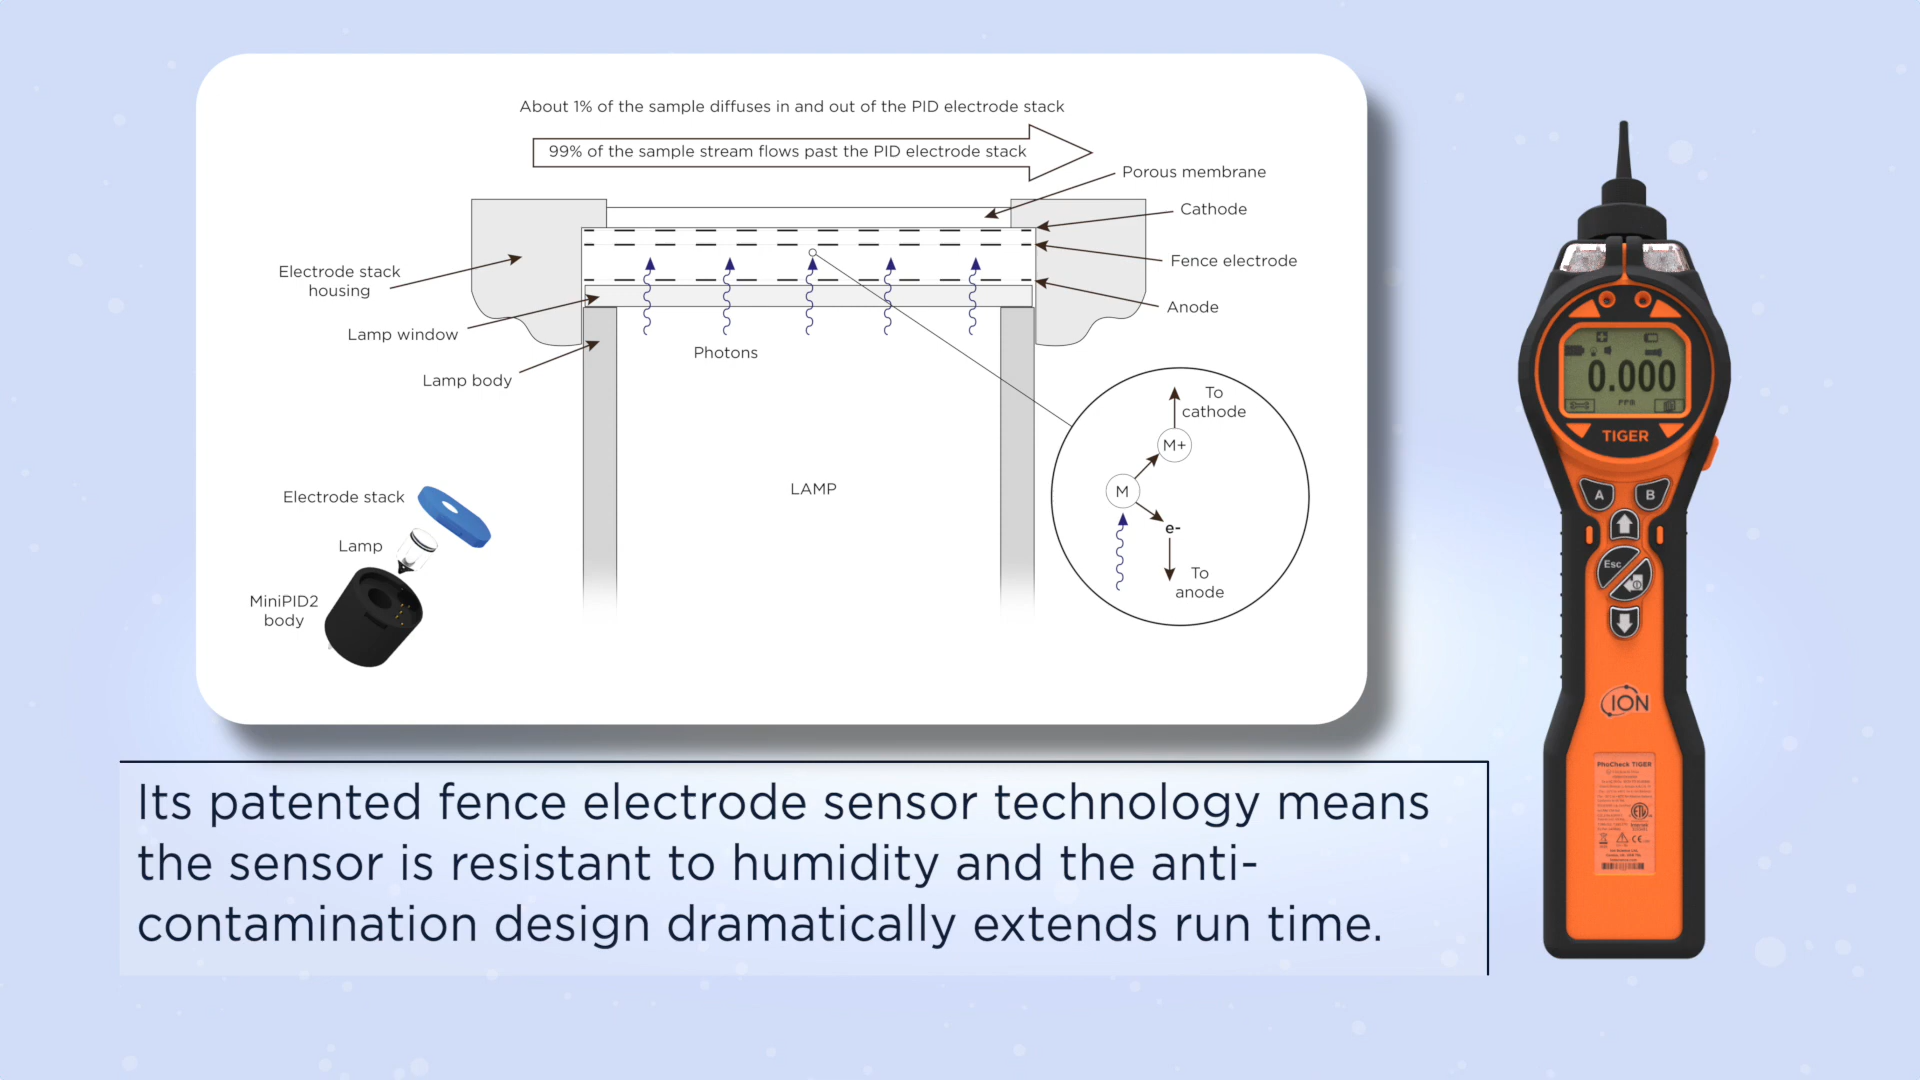 About 1% of the sample diffuses in and out of the PID electrode stack
99% of the sample stream flows past the PID electrode stack
Porous membrane
Cathode
Fence electrode
Anode
Electrode stack
housing
Lamp window
Lamp body
Photons
LAMP
To
cathode
M+
M
e-
To
anode
Electrode stack
Lamp
MiniPID2
body
0.000
PPM
TIGER
A
B
Esc
ION
PhoCheck TIGER
Its patented fence electrode sensor technology means
the sensor is resistant to humidity and the anti-
contamination design dramatically extends run time.